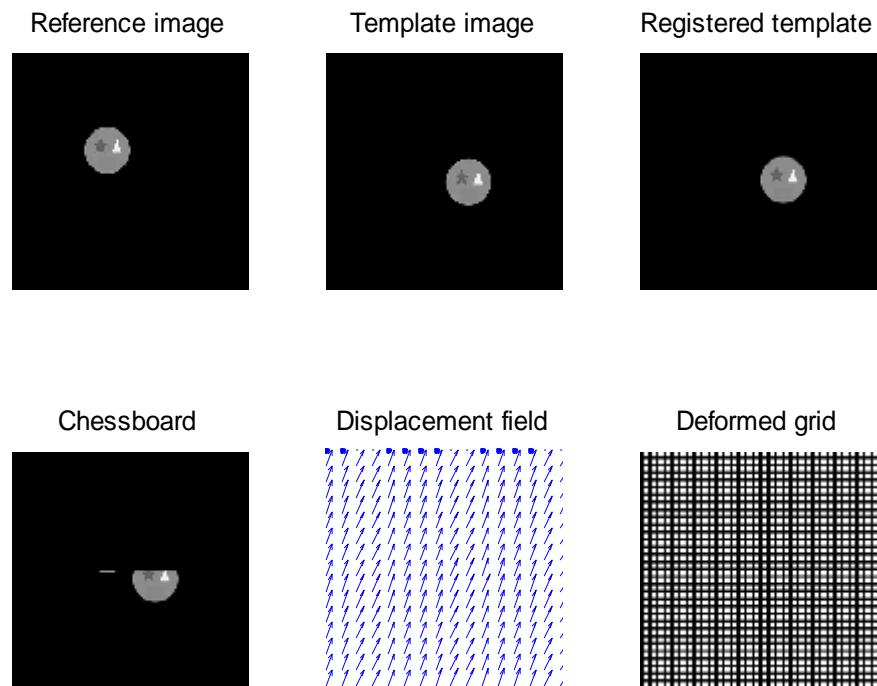 Reference image
Template image
Registered template
Chessboard
Displacement field
Deformed grid